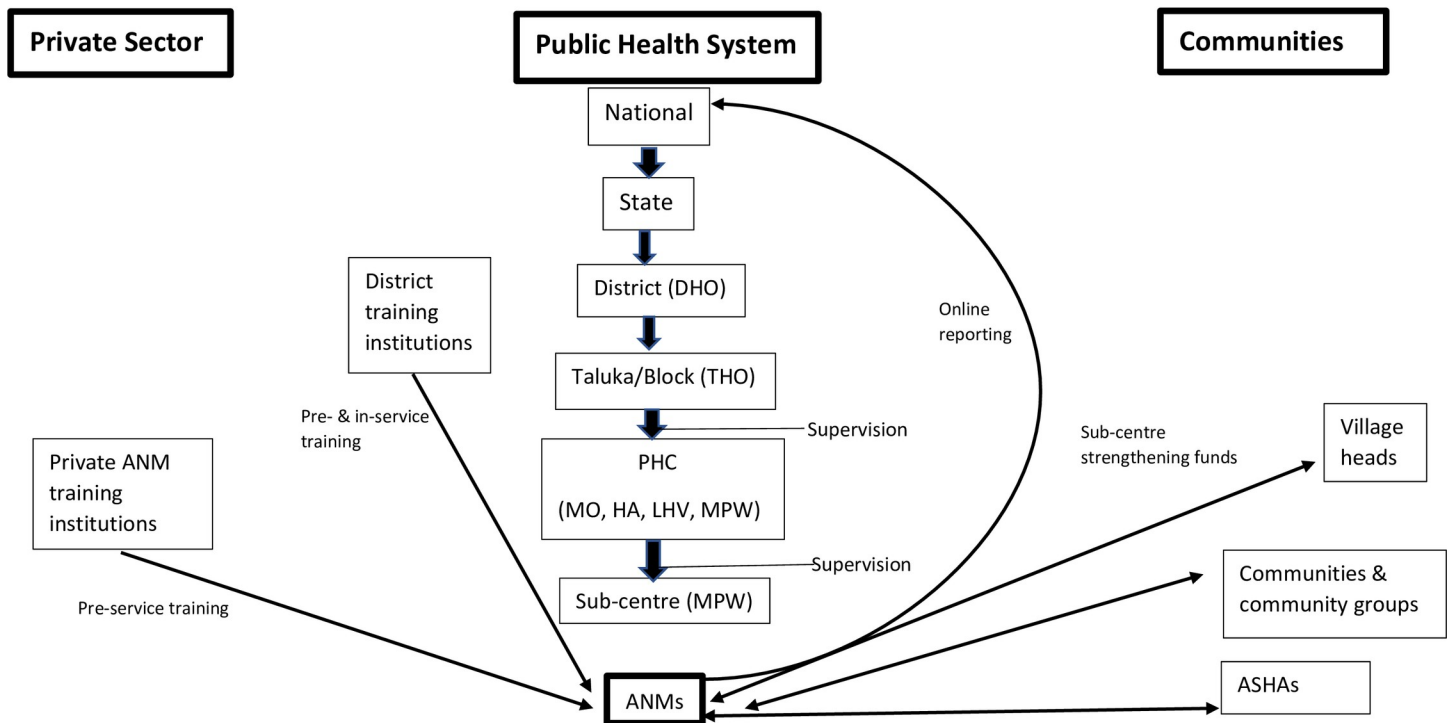 Private Sector
Public Health System
Communities
National
State
District (DHO)
Taluka/Block (THO)
Supervision
PHC
(MO, HA, LHV, MPW)
Supervision
Sub-centre (MPW)
ANMs
District
training
institutions
Pre- & in-service
training
Private ANM
training
institutions
Pre-service training
Online
reporting
Sub-centre
strengthening funds
Village
heads
Communities &
community groups
ASHAs